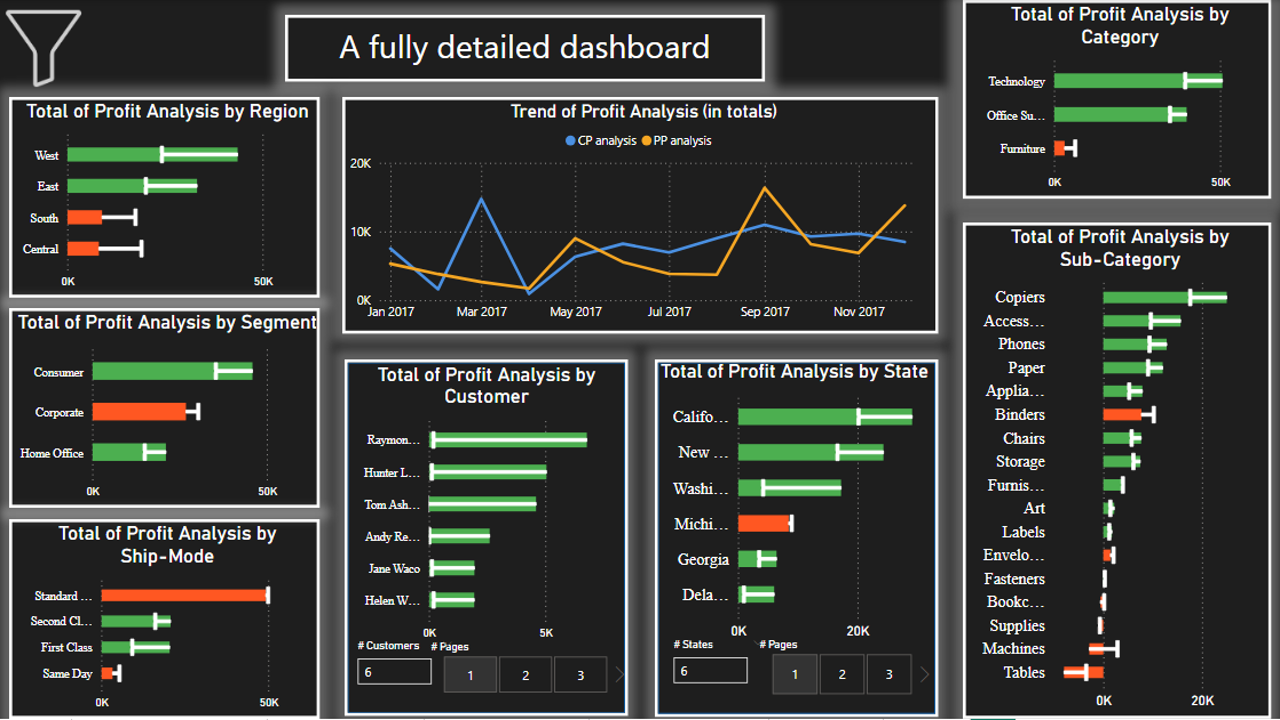 A fully detailed dashboard
Total of Profit Analysis by Region
West
East
South
Central
0K 50K
Total of Profit Analysis by Segment
Consumer
Corporate
Home Office
0K 50K
Total of Profit Analysis by
Ship-Mode
Standard ...
Second Cl...
First Class
Same Day
0K 50K
Trend of Profit Analysis (in totals)
CP analysis PP analysis
20K
10K
0K
Jan 2017 Mar 2017 May 2017 Jul 2017 Sep 2017 Nov 2017
Total of Profit Analysis by
Customer
Raymon...
Hunter L...
Tom Ash...
Andy Re...
Jane Waco
Helen W...
0K 5K
# Customers # Pages
6 1 2 3
Total of Profit Analysis by State
Califo...
New ...
Washi...
Michi...
Georgia
Dela...
0K 20K
# States # Pages
6 1 2 3
Total of Profit Analysis by
Category
Technology
Office Su...
Furniture
0K 50K
Total of Profit Analysis by
Sub-Category
Copiers
Access...
Phones
Paper
Applia...
Binders
Chairs
Storage
Furnis...
Art
Labels
Envelo...
Fasteners
Bookc...
Supplies
Machines
Tables
0K 20K